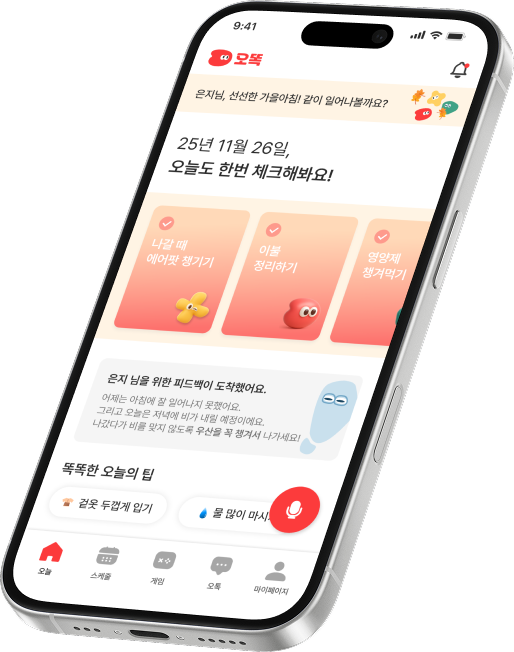 9:41
오똑
은지님, 선선한 가을아침! 같이 일어나볼까요?
25년 11월 26일,
오늘도 한번 체크해봐요!
나갈 때
에어팟 챙기기
이불
정리하기
영양제
챙겨먹기
은지 님을 위한 피드백이 도착했어요.
어제는 아침에 잘 일어나지 못했어요.
그리고 오늘은 저녁에 비가 내릴 예정이에요.
나갔다가 비를 맞지 않도록 우산을 꼭 챙겨서 나가세요!
똑똑한 오늘의 팁
겉옷 두껍게 입기
물 많이 마시
오늘
스케줄
게임
오톡
마이페이지